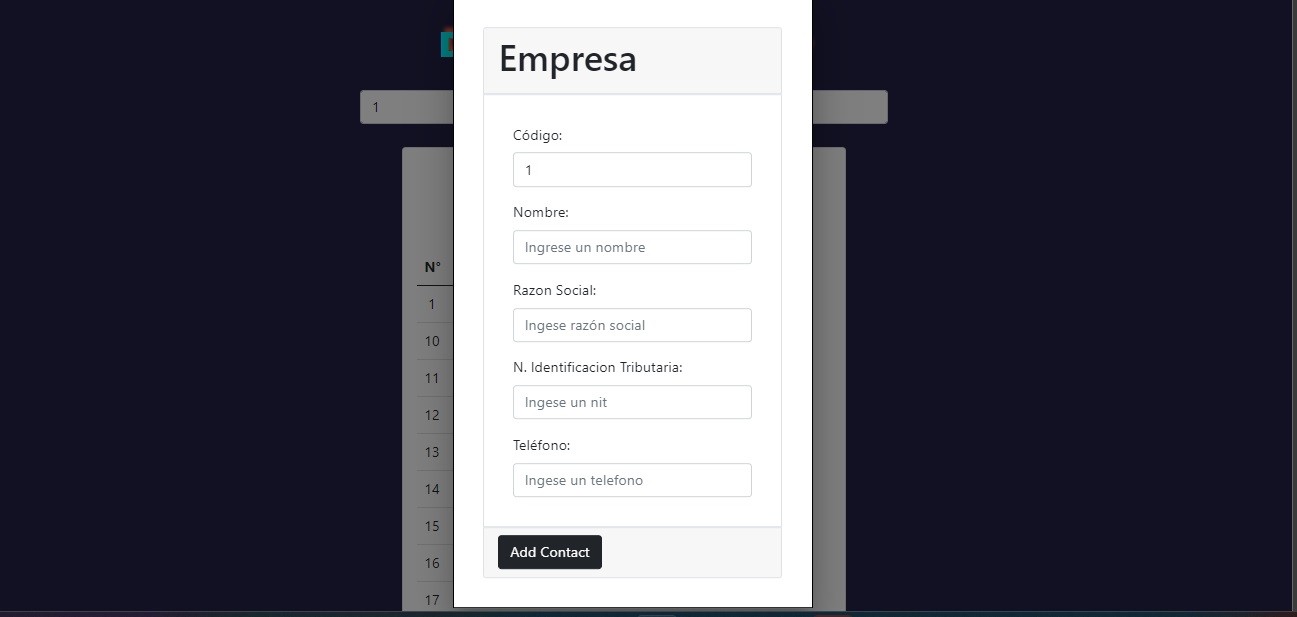 Empresa
1
Código:
1
Nombre:
Ingrese un nombre
Razon Social:
Ingese razón social
N. Identificacion Tributaria:
Ingese un nit
Teléfono:
Ingese un telefono
Add Contact
N°
1
10
11
12
13
14
15
16
17